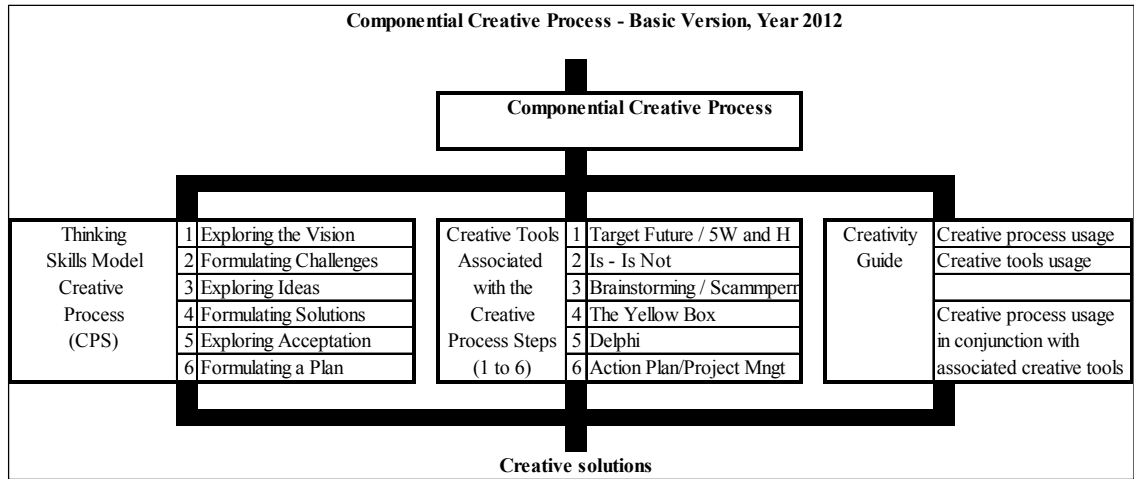 Componential Creative Process - Basic Version, Year 2012
Componential Creative Process
Thinking
Skills Model
Creative
Process
(CPS)
1 Exploring the Vision
2 Formulating Challenges
3 Exploring Ideas
4 Formulating Solutions
5 Exploring Acceptation
6 Formulating a Plan
Creative Tools
Associated
with the
Creative
Process Steps
(1 to 6)
1 Target Future / 5W and H
2 Is - Is Not
3 Brainstorming / Scammperr
4 The Yellow Box
5 Delphi
6 Action Plan/Project Mngt
Creativity
Guide
Creative process usage
Creative tools usage
Creative process usage
in conjunction with
associated creative tools
Creative solutions